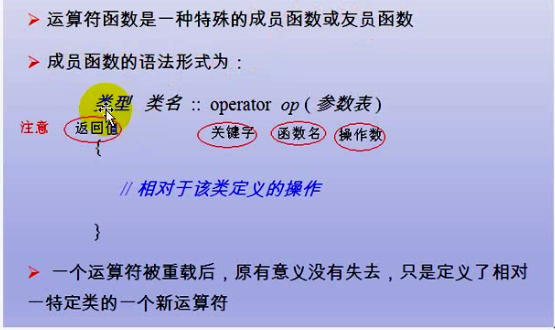 ➢ 运算符函数是一种特殊的成员函数或友员函数
➢ 成员函数的语法形式为：
类型 类名 :: operator op ( 参数表 )
注意 返回值 关键字 函数名 操作数
{
// 相对于该类定义的操作
}
➢ 一个运算符被重载后，原有意义没有失去，只是定义了相对
一特定类的一个新运算符